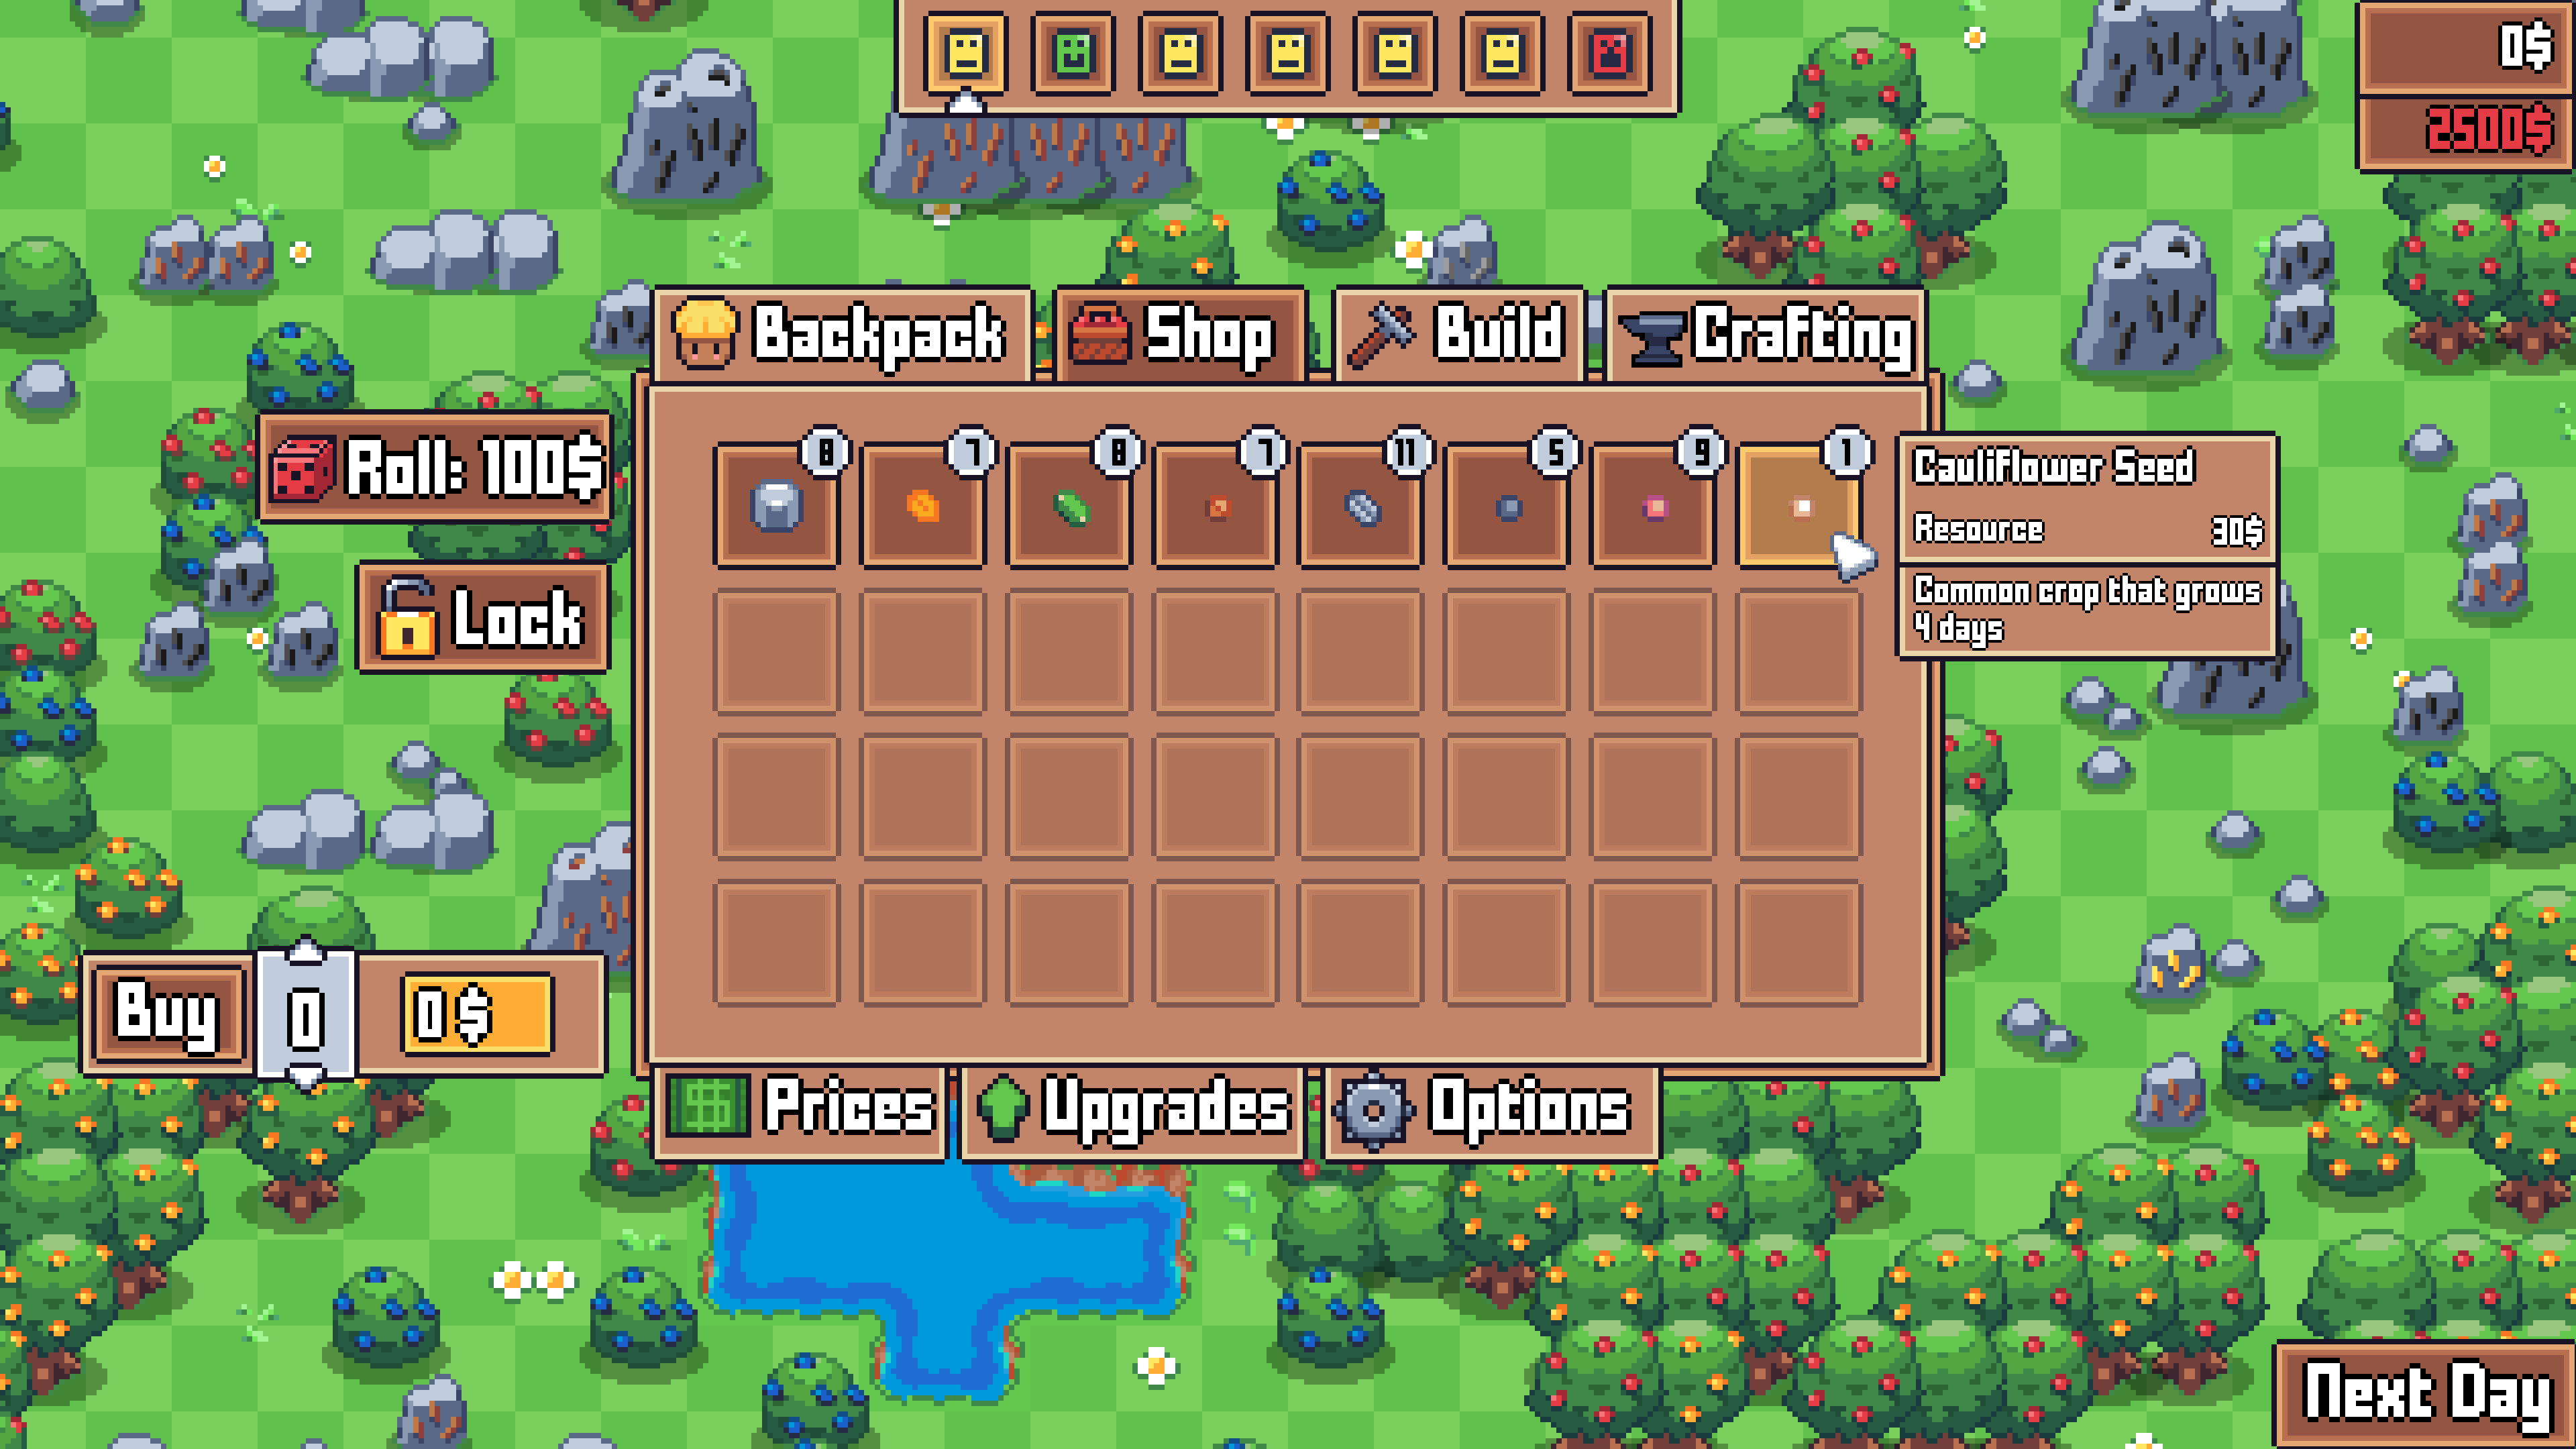 0$
2500$
Backpack
Shop
Build
Crafting
Roll: 100$
Lock
8
7
8
7
11
5
9
1
Cauliflower Seed
Resource
30$
Common crop that grows
4 days
Buy
0
0$
Prices
Upgrades
Options
Next Day